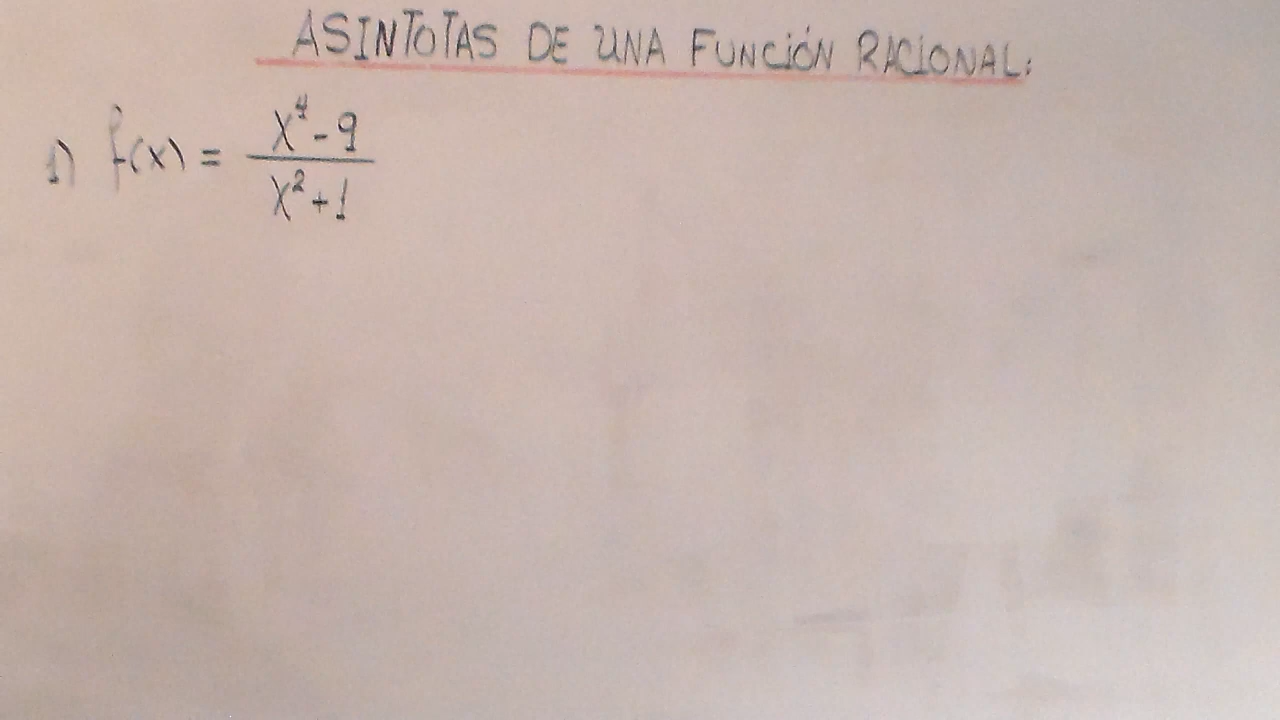 ASINTOTAS DE UNA FUNCIÓN RACIONAL:
1) f(x) = x⁴-9 / x²+1